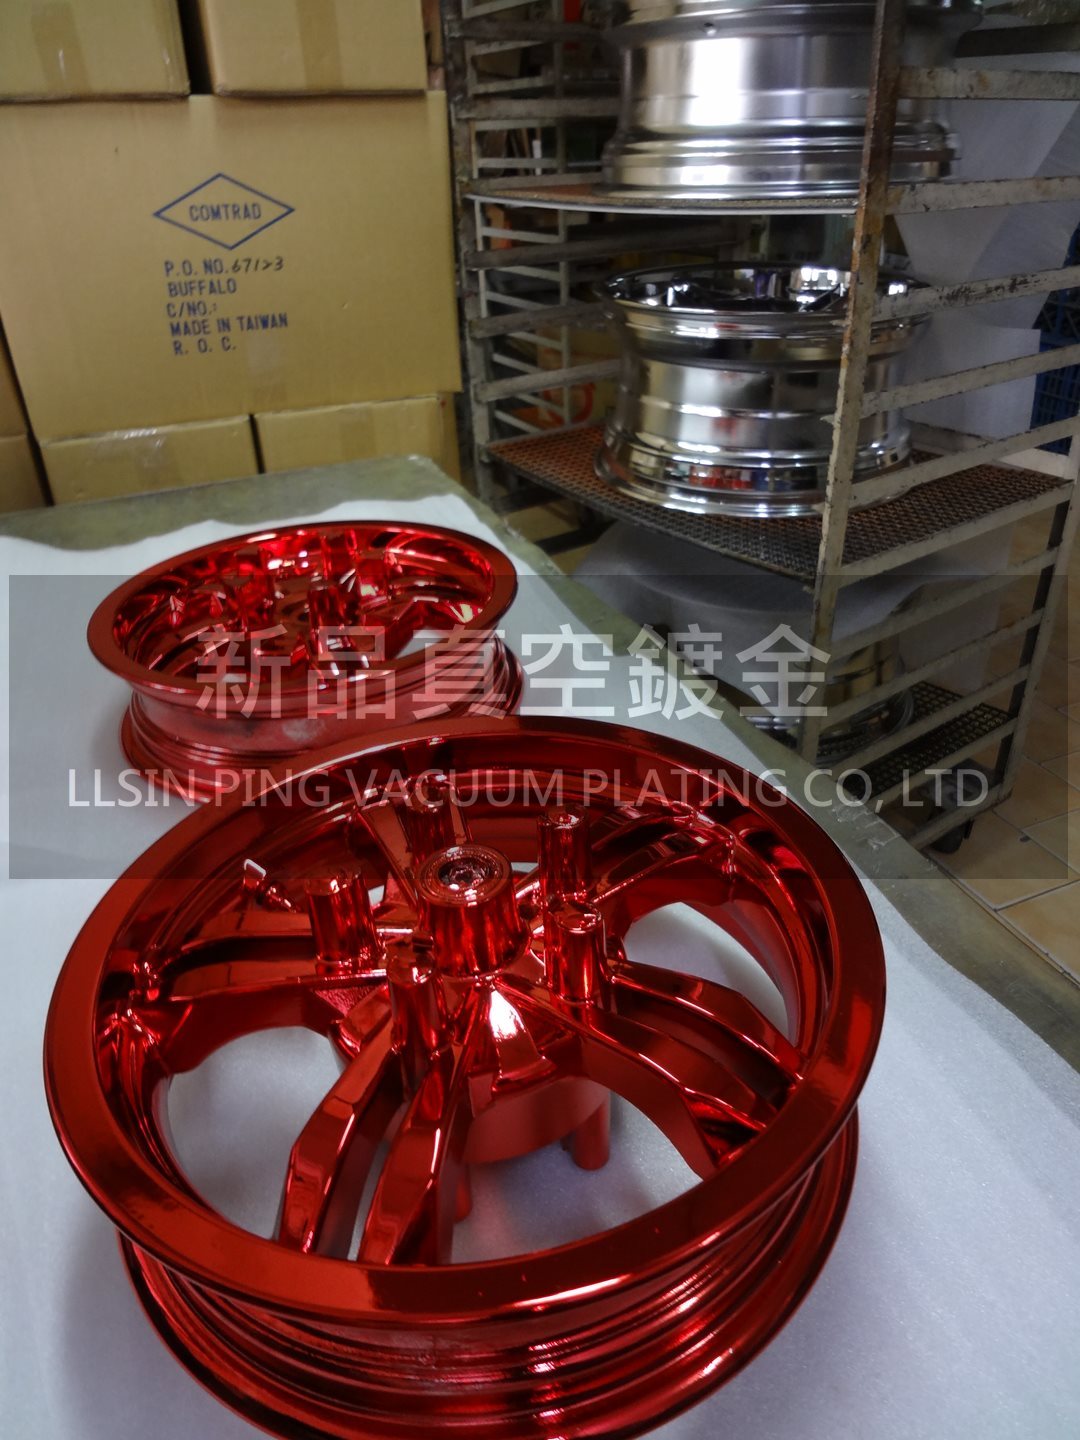 COMTRAD
P.O. NO. 67123
BUFFALO
C/NO.:
MADE IN TAIWAN
R. O. C.
新品真空鍍金
LLSIN PING VACUUM PLATING CO, LTD